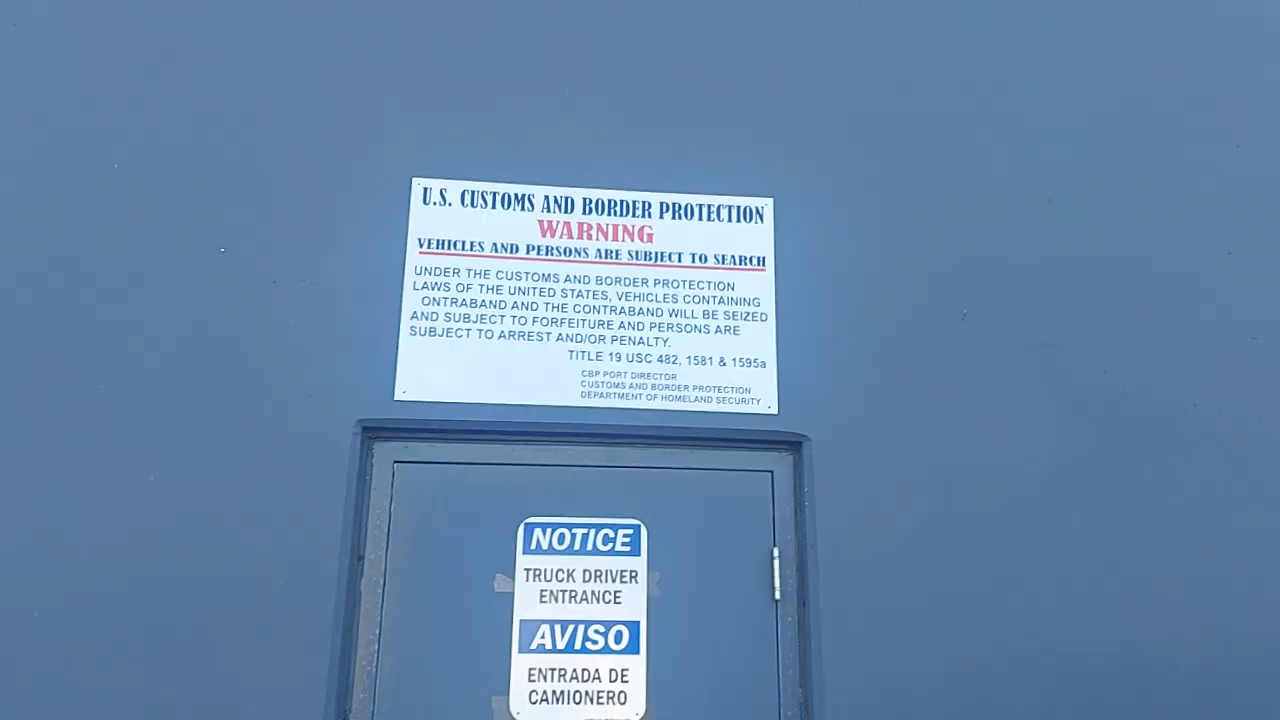 U.S. CUSTOMS AND BORDER PROTECTION
WARNING
VEHICLES AND PERSONS ARE SUBJECT TO SEARCH
UNDER THE CUSTOMS AND BORDER PROTECTION
LAWS OF THE UNITED STATES, VEHICLES CONTAINING
ONTRABAND AND THE CONTRABAND WILL BE SEIZED
AND SUBJECT TO FORFEITURE AND PERSONS ARE
SUBJECT TO ARREST AND/OR PENALTY.
TITLE 19 USC 482, 1581 & 1595a
CBP PORT DIRECTOR
CUSTOMS AND BORDER PROTECTION
DEPARTMENT OF HOMELAND SECURITY
NOTICE
TRUCK DRIVER
ENTRANCE
AVISO
ENTRADA DE
CAMIONERO